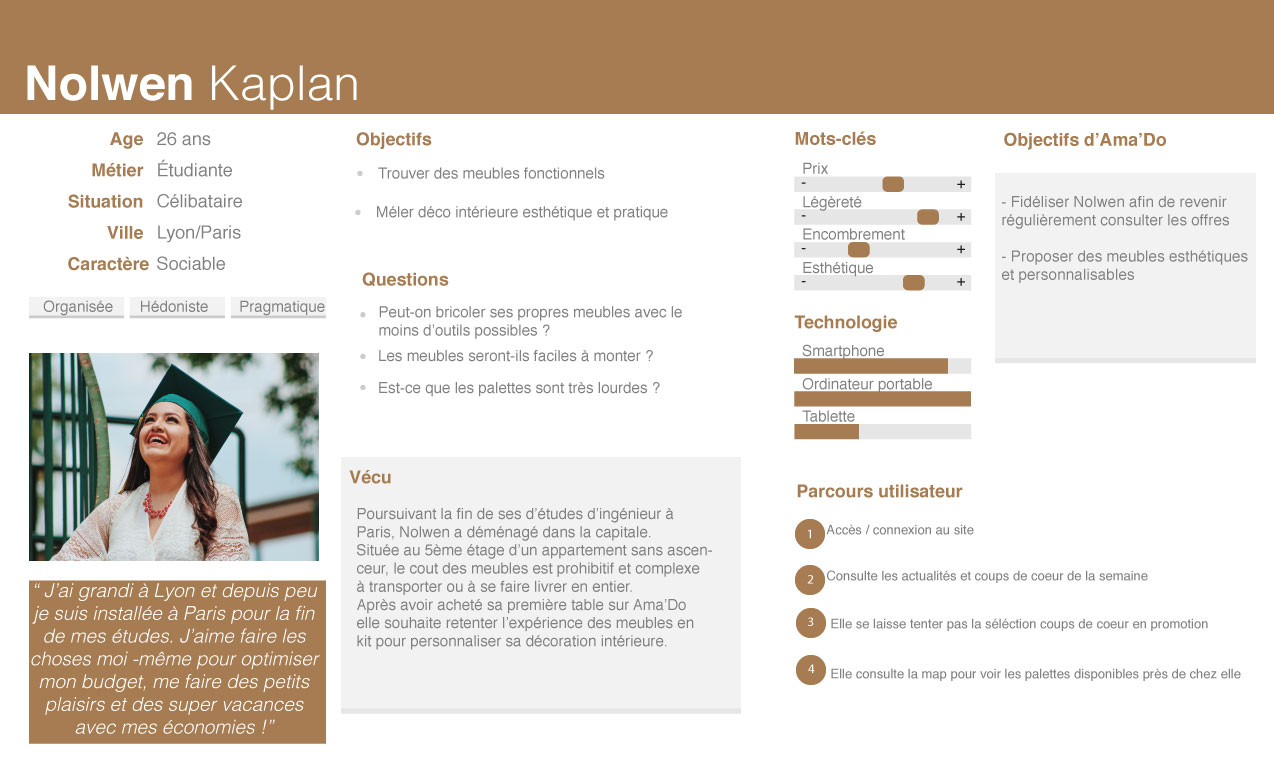 Nolwen Kaplan
Age 26 ans
Métier Étudiante
Situation Célibataire
Ville Lyon/Paris
Caractère Sociable
Organisée Hédoniste Pragmatique
“ J’ai grandi à Lyon et depuis peu
je suis installée à Paris pour la fin
de mes études. J’aime faire les
choses moi -même pour optimiser
mon budget, me faire des petits
plaisirs et des super vacances
avec mes économies !”
Objectifs
Trouver des meubles fonctionnels
Méler déco intérieure esthétique et pratique
Questions
Peut-on bricoler ses propres meubles avec le
moins d’outils possibles ?
Les meubles seront-ils faciles à monter ?
Est-ce que les palettes sont très lourdes ?
Vécu
Poursuivant la fin de ses d’études d’ingénieur à
Paris, Nolwen a déménagé dans la capitale.
Située au 5ème étage d’un appartement sans ascen-
ceur, le cout des meubles est prohibitif et complexe
à transporter ou à se faire livrer en entier.
Après avoir acheté sa première table sur Ama’Do
elle souhaite retenter l’expérience des meubles en
kit pour personnaliser sa décoration intérieure.
Mots-clés
Prix
- +
Légèreté
- +
Encombrement
- +
Esthétique
- +
Technologie
Smartphone
Ordinateur portable
Tablette
Objectifs d’Ama’Do
- Fidéliser Nolwen afin de revenir
régulièrement consulter les offres
- Proposer des meubles esthétiques
et personnalisables
Parcours utilisateur
1 Accès / connexion au site
2 Consulte les actualités et coups de coeur de la semaine
3 Elle se laisse tenter pas la séléction coups de coeur en promotion
4 Elle consulte la map pour voir les palettes disponibles près de chez elle